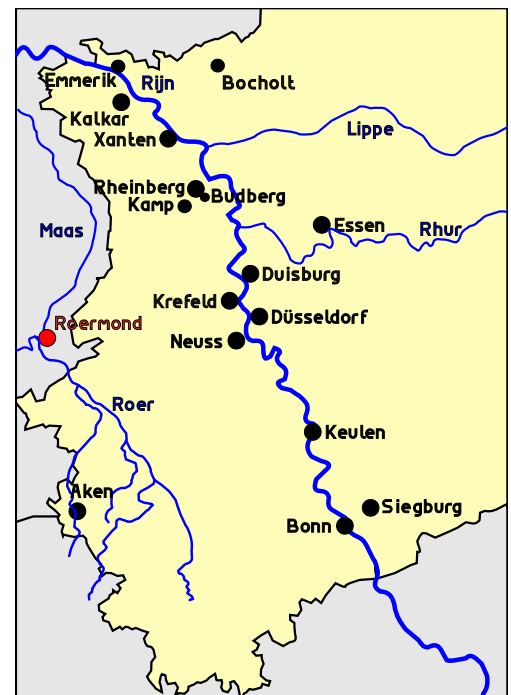 Emmerik
Rijn
Bocholt
Kalkar
Xanten
Lippe
Rheinberg
Budberg
Kamp
Essen
Rhur
Maas
Duisburg
Krefeld
Düsseldorf
Roermond
Neuss
Roer
Keulen
Aken
Siegburg
Bonn